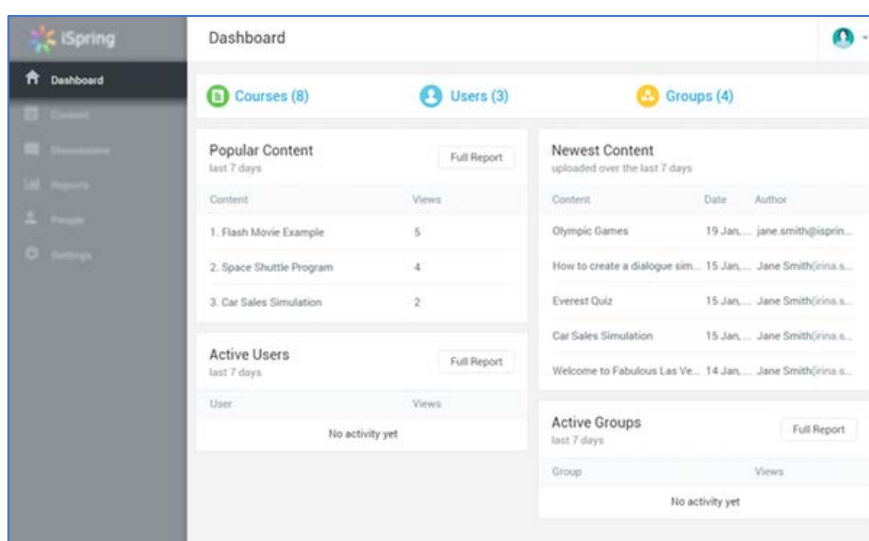 iSpring
Dashboard
Dashboard
Content
Discussions
Reports
People
Settings
Courses (8)
Users (3)
Groups (4)
Popular Content
last 7 days
Full Report
Content Views
1. Flash Movie Example 5
2. Space Shuttle Program 4
3. Car Sales Simulation 2
Active Users
last 7 days
Full Report
User Views
No activity yet
Newest Content
uploaded over the last 7 days
Content Date Author
Olympic Games 19 Jan,... jane.smith@isprin...
How to create a dialogue sim... 15 Jan,... Jane Smith(irina.s...
Everest Quiz 15 Jan,... Jane Smith(irina.s...
Car Sales Simulation 15 Jan,... Jane Smith(irina.s...
Welcome to Fabulous Las Ve... 14 Jan,... Jane Smith(irina.s...
Active Groups
last 7 days
Full Report
Group Views
No activity yet